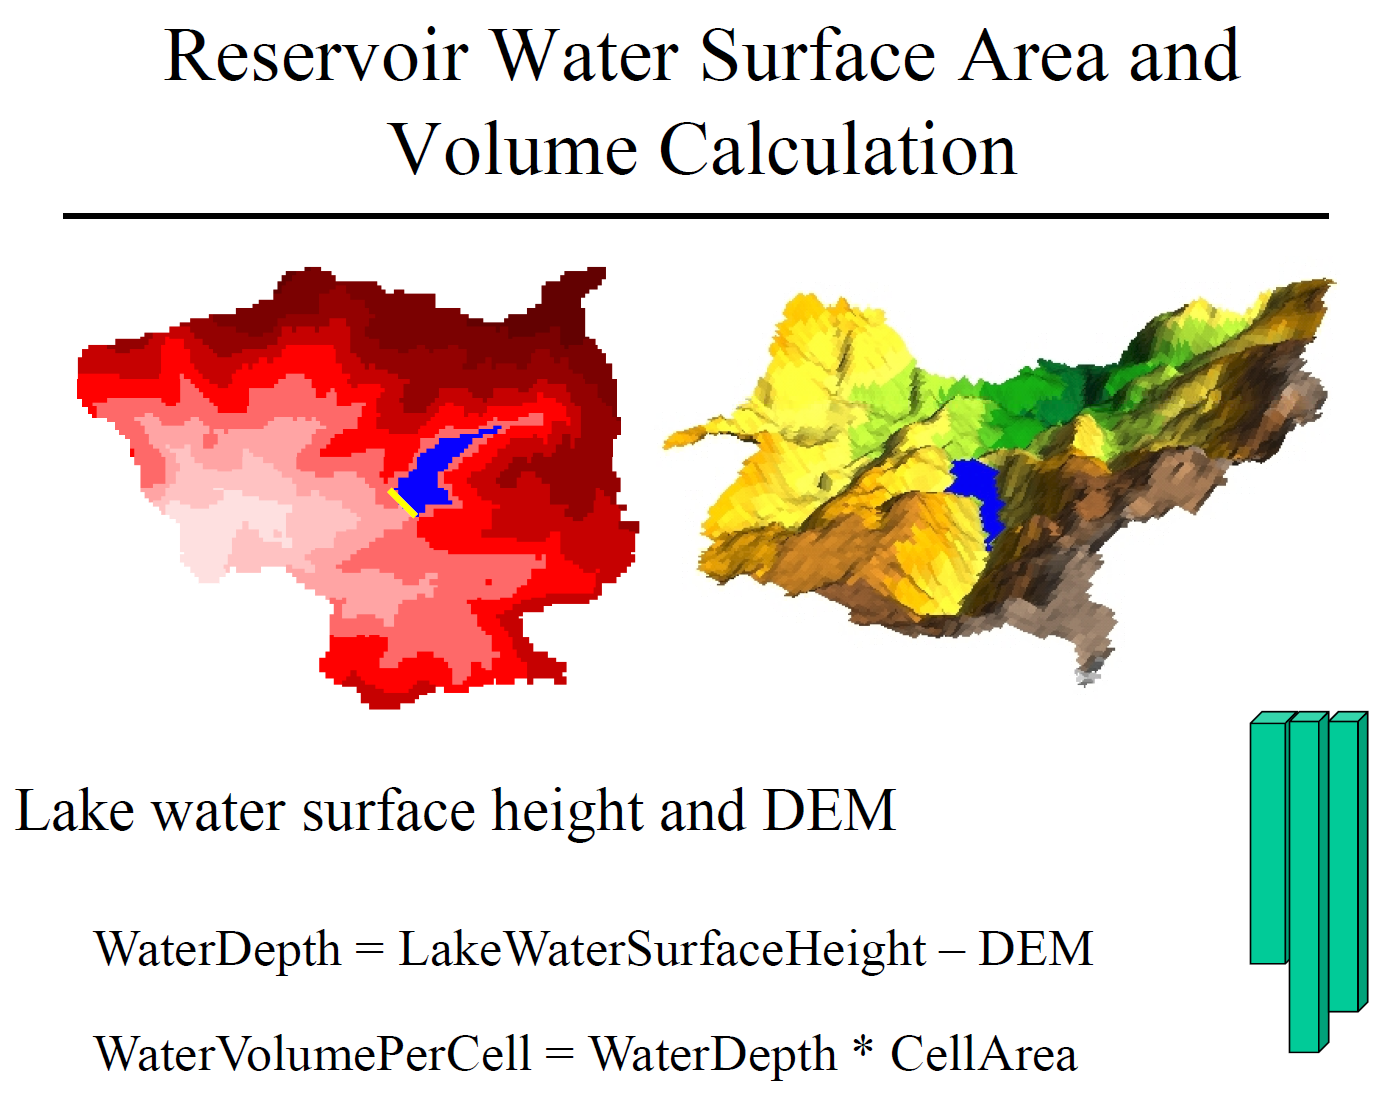 Reservoir Water Surface Area and
Volume Calculation
Lake water surface height and DEM
WaterDepth = LakeWaterSurfaceHeight – DEM
WaterVolumePerCell = WaterDepth * CellArea